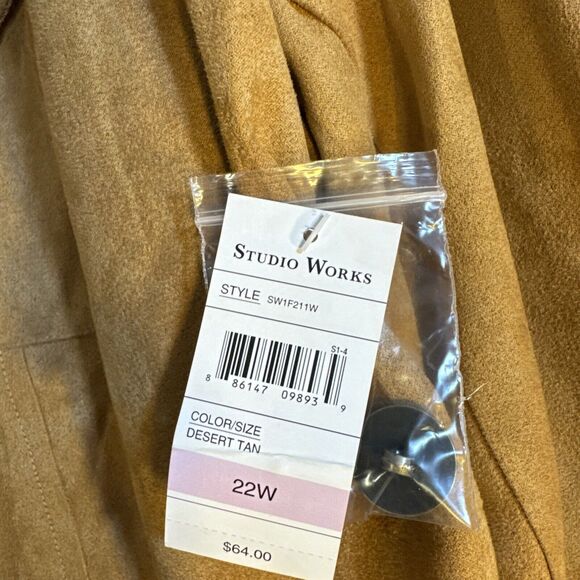 STUDIO WORKS
STYLE SW1F211W
S1-4
8 86147 09893 9
COLOR/SIZE
DESERT TAN
22W
$64.00